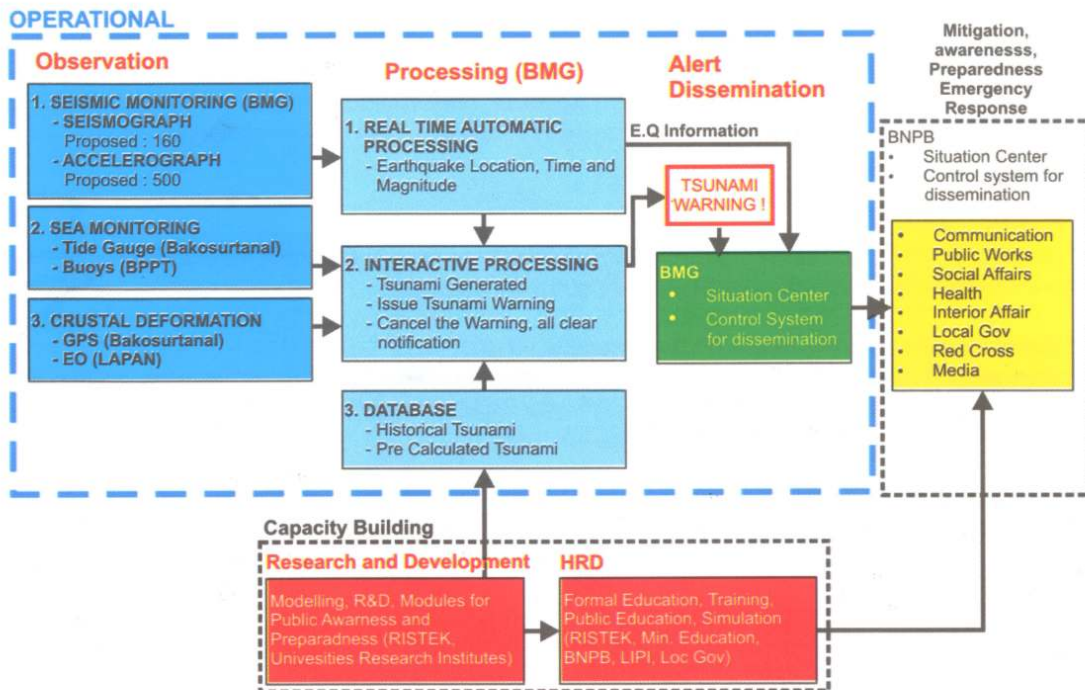 OPERATIONAL
Observation
1. SEISMIC MONITORING (BMG)
- SEISMOGRAPH
Proposed : 160
- ACCELEROGRAPH
Proposed : 500
2. SEA MONITORING
- Tide Gauge (Bakosurtanal)
- Buoys (BPPT)
3. CRUSTAL DEFORMATION
- GPS (Bakosurtanal)
- EO (LAPAN)
Processing (BMG)
1. REAL TIME AUTOMATIC
PROCESSING
- Earthquake Location, Time and
Magnitude
2. INTERACTIVE PROCESSING
- Tsunami Generated
- Issue Tsunami Warning
- Cancel the Warning, all clear
notification
3. DATABASE
- Historical Tsunami
- Pre Calculated Tsunami
Alert
Dissemination
E.Q Information
TSUNAMI
WARNING !
BMG
• Situation Center
• Control System
for dissemination
Mitigation,
awarenesss,
Preparedness
Emergency
Response
BNPB
• Situation Center
• Control system for
dissemination
• Communication
• Public Works
• Social Affairs
• Health
• Interior Affair
• Local Gov
• Red Cross
• Media
Capacity Building
Research and Development
Modelling, R&D, Modules for
Public Awarness and
Preparadness (RISTEK,
Univesities Research Institutes)
HRD
Formal Education, Training,
Public Education, Simulation
(RISTEK, Min. Education,
BNPB, LIPI, Loc Gov)